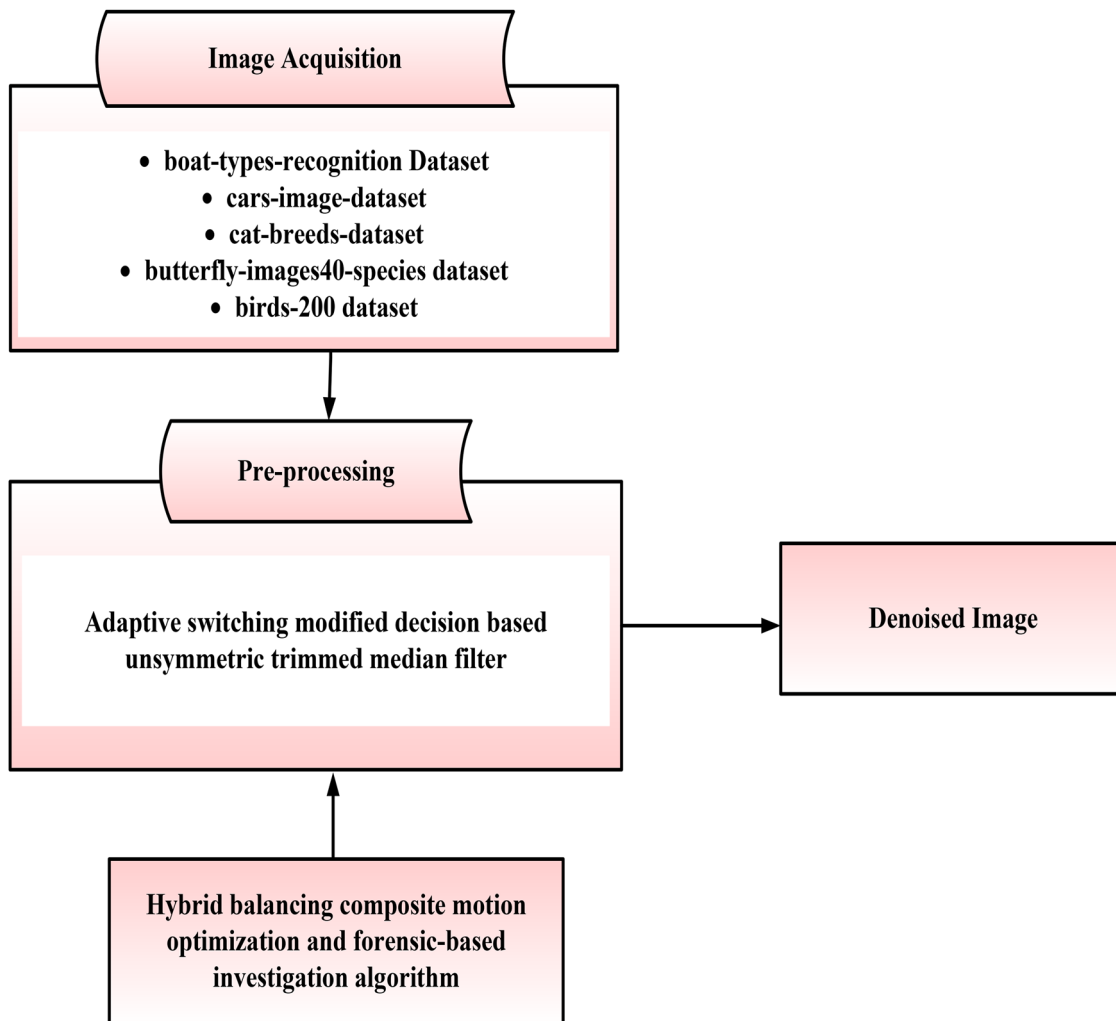 Image Acquisition
• boat-types-recognition Dataset
• cars-image-dataset
• cat-breeds-dataset
• butterfly-images40-species dataset
• birds-200 dataset
Pre-processing
Adaptive switching modified decision based
unsymmetric trimmed median filter
Denoised Image
Hybrid balancing composite motion
optimization and forensic-based
investigation algorithm